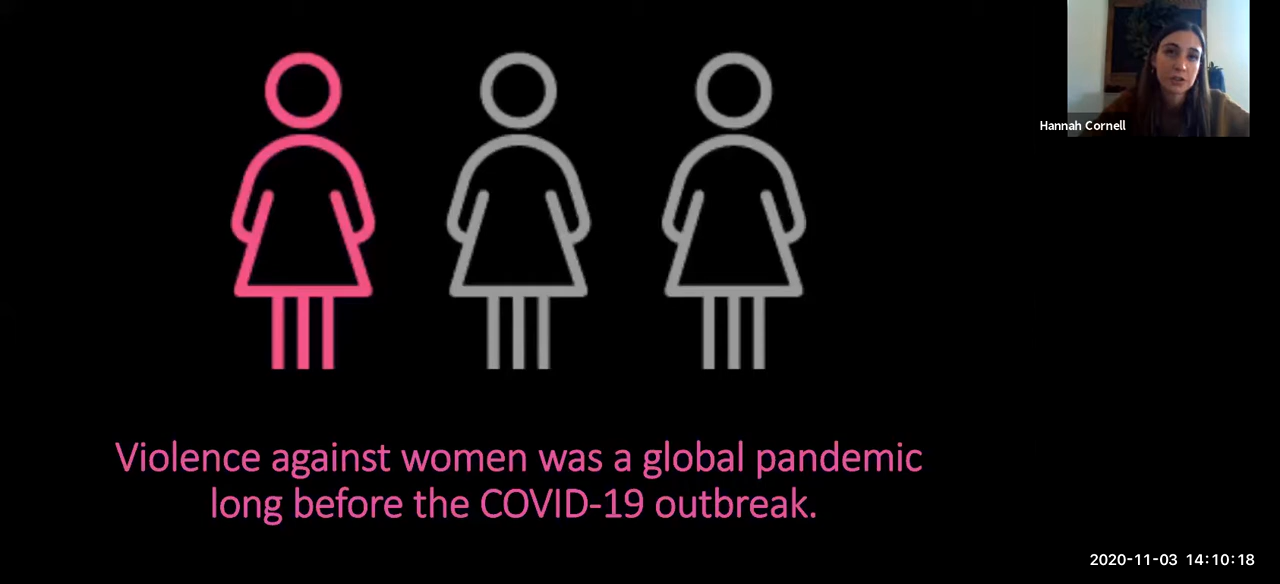 Hannah Cornell
Violence against women was a global pandemic
long before the COVID-19 outbreak.
2020-11-03 14:10:18